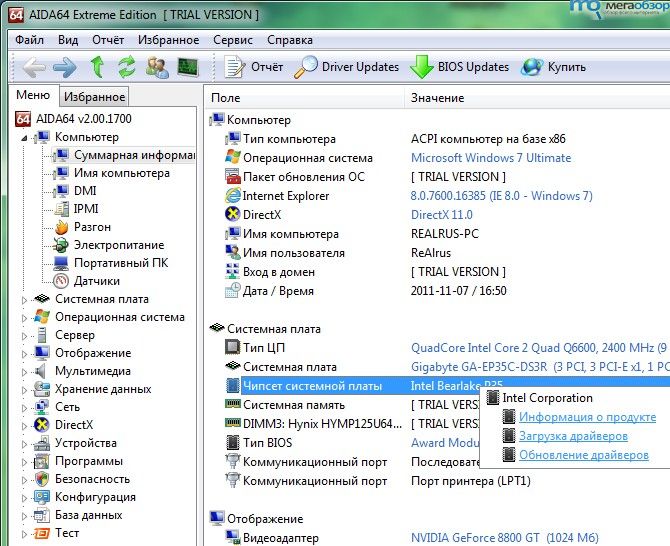 AIDA64 Extreme Edition [ TRIAL VERSION ]
мегаобзор
Файл Вид Отчёт Избранное Сервис Справка
Отчёт Driver Updates BIOS Updates Купить
Меню Избранное
AIDA64 v2.00.1700
Компьютер
Суммарная информа
Имя компьютера
DMI
IPMI
Разгон
Электропитание
Портативный ПК
Датчики
Системная плата
Операционная система
Сервер
Отображение
Мультимедиа
Хранение данных
Сеть
DirectX
Устройства
Программы
Безопасность
Конфигурация
База данных
Тест
Поле Значение
Компьютер
Тип компьютера ACPI компьютер на базе x86
Операционная система Microsoft Windows 7 Ultimate
Пакет обновления ОС [ TRIAL VERSION ]
Internet Explorer 8.0.7600.16385 (IE 8.0 - Windows 7)
DirectX DirectX 11.0
Имя компьютера REALRUS-PC
Имя пользователя ReAlrus
Вход в домен [ TRIAL VERSION ]
Дата / Время 2011-11-07 / 16:50
Системная плата
Тип ЦП QuadCore Intel Core 2 Quad Q6600, 2400 MHz (9
Системная плата Gigabyte GA-EP35C-DS3R (3 PCI, 3 PCI-E x1, 1 P
Чипсет системной платы Intel Bearlake P35
Системная память [ TRIAL VERS
DIMM3: Hynix HYMP125U64... [ TRIAL VERS
Тип BIOS Award Modu
Коммуникационный порт Последовате
Коммуникационный порт Порт принтера (LPT1)
Intel Corporation
Информация о продукте
Загрузка драйверов
Обновление драйверов
Отображение
Видеоадаптер NVIDIA GeForce 8800 GT (1024 Мб)